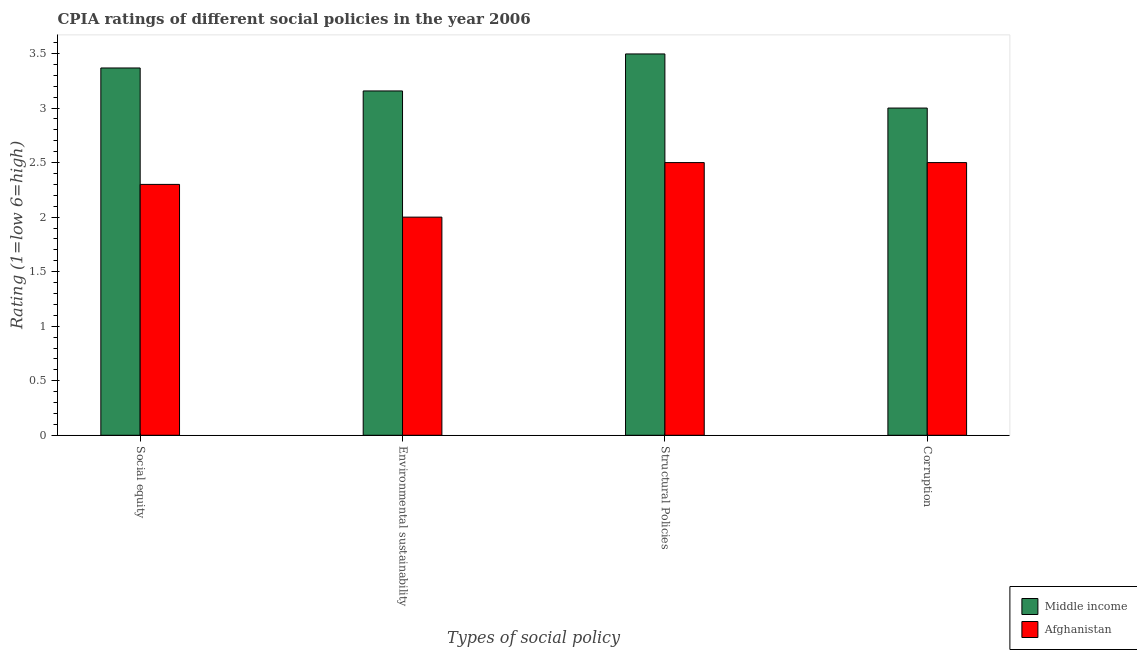 CPIA ratings of different social policies in the year 2006
Rating (1=low 6=high)
3.5
3
2.5
2
1.5
1
0.5
0
Social equity
Environmental sustainability
Structural Policies
Corruption
Types of social policy
Middle income
Afghanistan